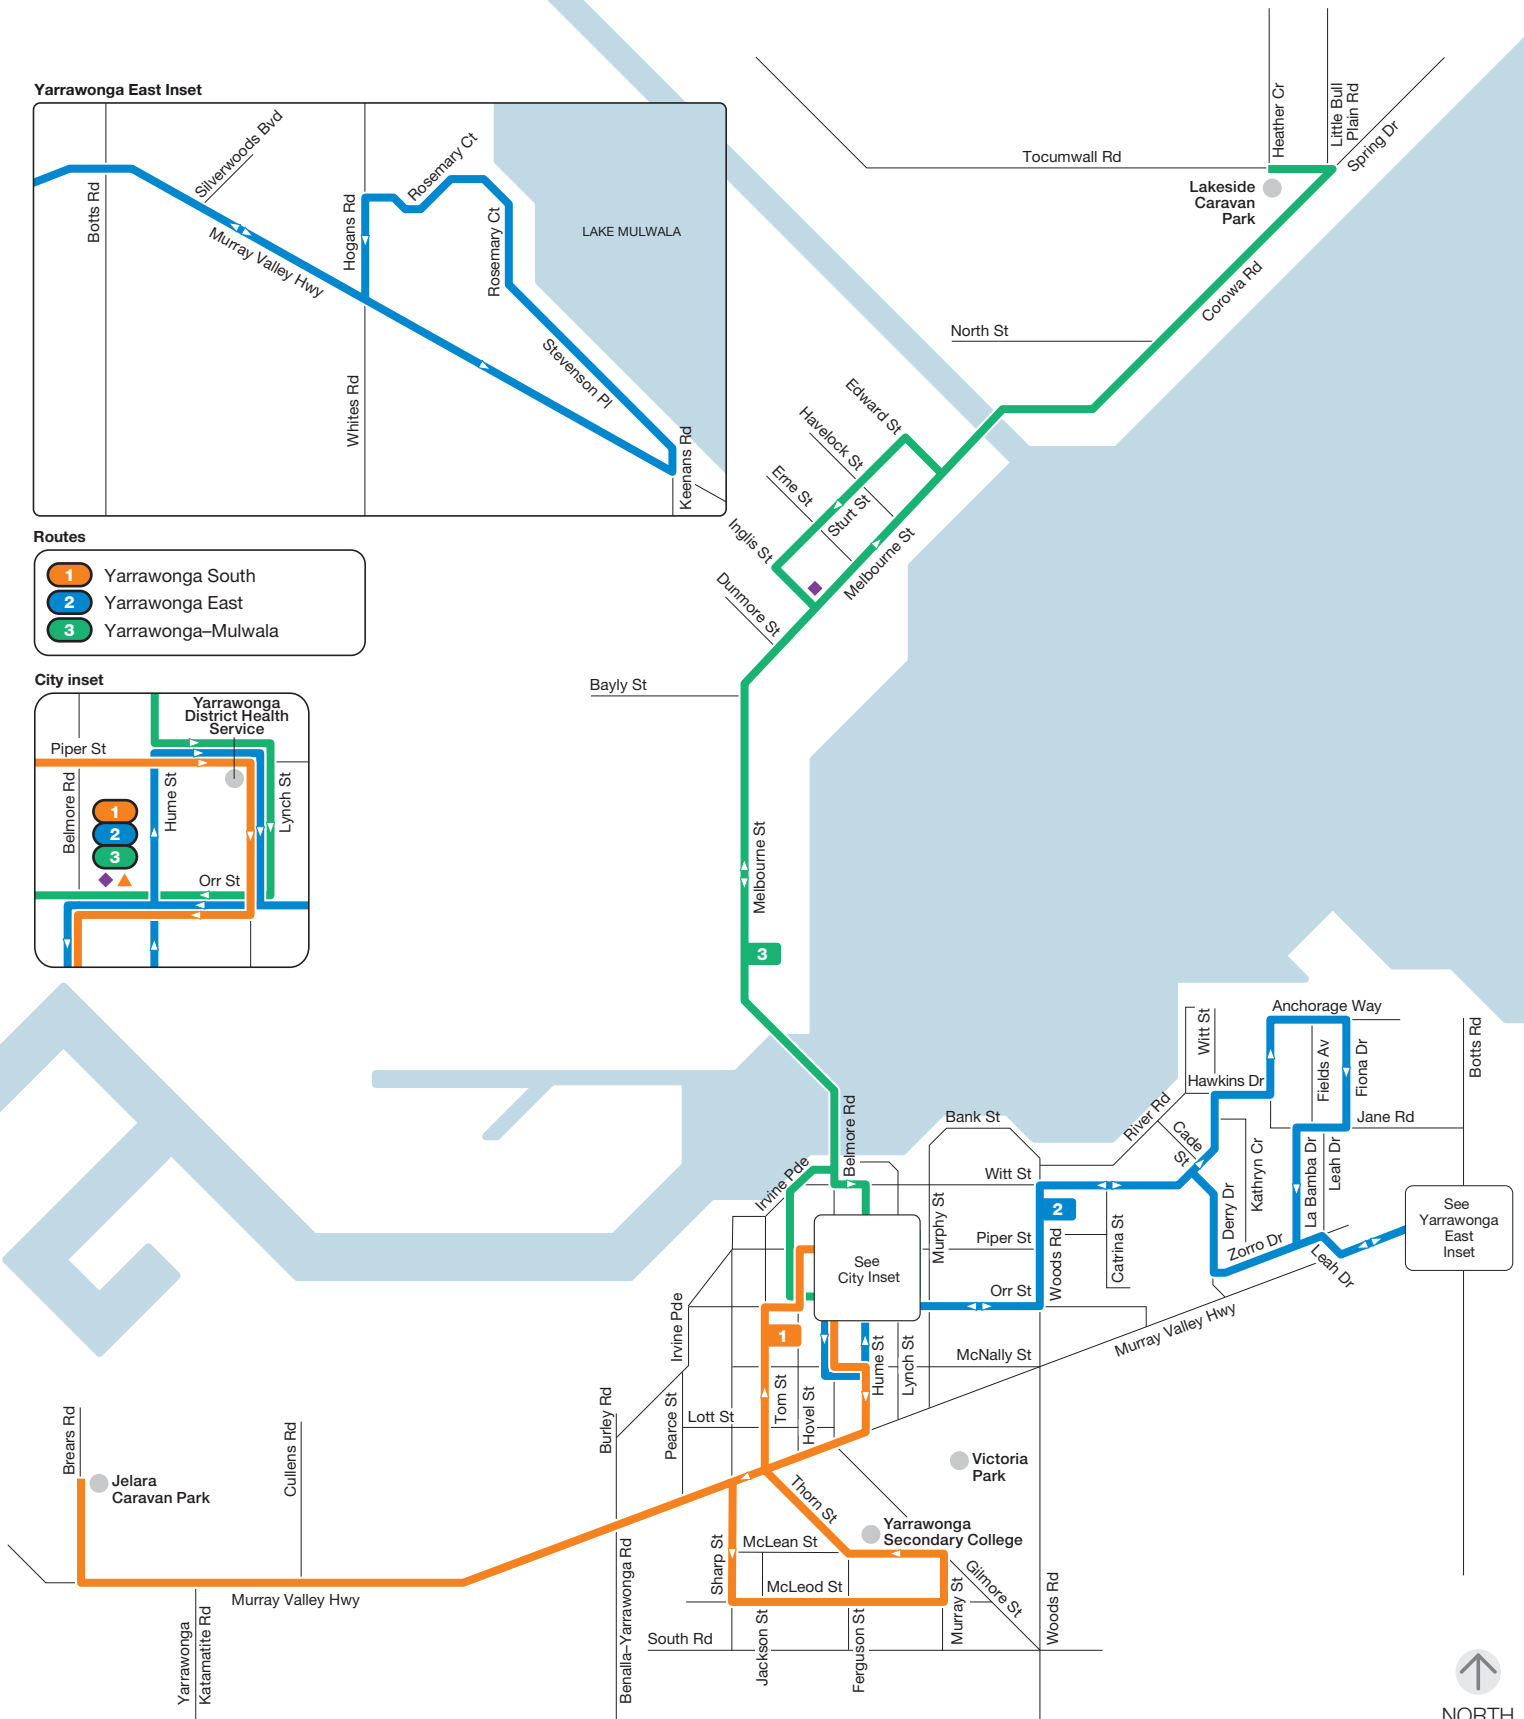 Yarrawonga East Inset
Botts Rd
Silverwoods Bvd
Murray Valley Hwy
Hogans Rd
Whites Rd
Rosemary Ct
Rosemary Ct
Stevenson Pl
Keenans Rd
LAKE MULWALA
Routes
1 Yarrawonga South
2 Yarrawonga East
3 Yarrawonga–Mulwala
City inset
Yarrawonga
District Health
Service
Piper St
Belmore Rd
Hume St
Lynch St
1
2
3
Orr St
Heather Cr
Little Bull
Plain Rd
Spring Dr
Tocumwall Rd
Lakeside
Caravan
Park
Corowa Rd
North St
Edward St
Havelock St
Erne St
Sturt St
Inglis St
Melbourne St
Dunmore St
Bayly St
Melbourne St
3
Belmore Rd
Irvine Pde
Bank St
Witt St
Murphy St
Piper St
Orr St
Woods Rd
2
Catrina St
River Rd
Cade
St
Witt St
Hawkins Dr
Anchorage Way
Fields Av
Fiona Dr
Botts Rd
Jane Rd
Kathryn Cr
Derry Dr
La Bamba Dr
Leah Dr
Zorro Dr
Leah Dr
See
Yarrawonga
East
Inset
See
City Inset
Murray Valley Hwy
McNally St
Irvine Pde
1
Hume St
Lynch St
Tom St
Hovel St
Lott St
Pearce St
Burley Rd
Brears Rd
Jelara
Caravan Park
Cullens Rd
Murray Valley Hwy
Yarrawonga
Katamatite Rd
Benalla–Yarrawonga Rd
Victoria
Park
Thorn St
Yarrawonga
Secondary College
Sharp St
McLean St
McLeod St
Gilmore St
Murray St
Woods Rd
South Rd
Jackson St
Ferguson St
NORTH